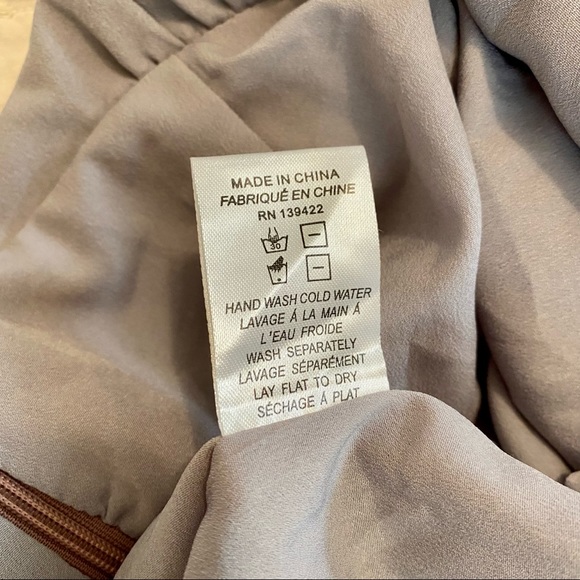 MADE IN CHINA
FABRIQUÉ EN CHINE
RN 139422
30
HAND WASH COLD WATER
LAVAGE Á LA MAIN Á
L'EAU FROIDE
WASH SEPARATELY
LAVAGE SÉPARÉMENT
LAY FLAT TO DRY
SÉCHAGE Á PLAT